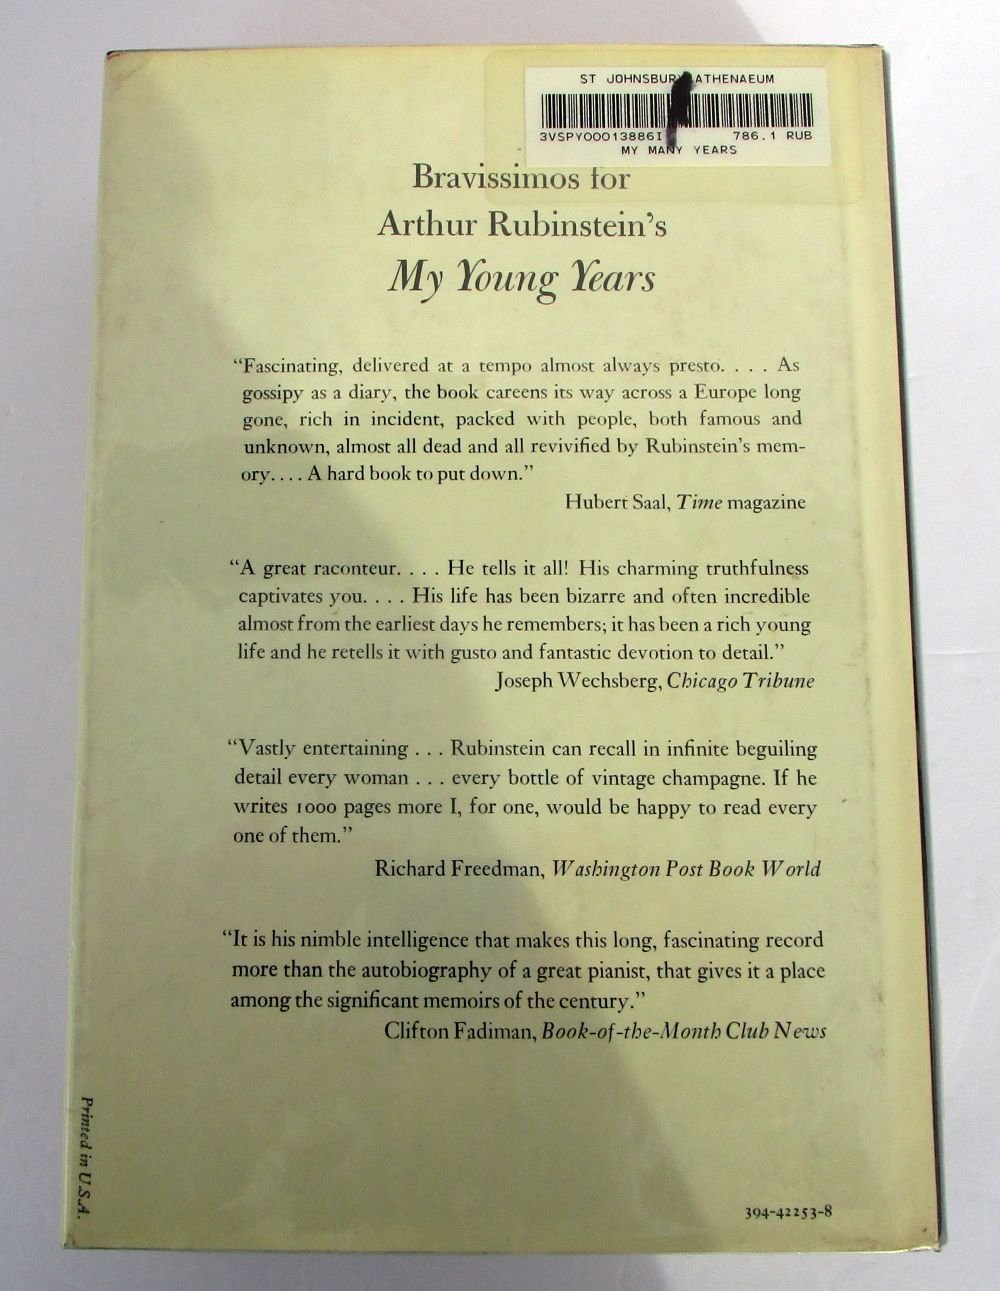 ST JOHNSBURY ATHENAEUM
3VSPY00013886I 786.1 RUB
MY MANY YEARS
Bravissimos for
Arthur Rubinstein’s
My Young Years
“Fascinating, delivered at a tempo almost always presto. . . . As
gossipy as a diary, the book careens its way across a Europe long
gone, rich in incident, packed with people, both famous and
unknown, almost all dead and all revivified by Rubinstein’s mem-
ory. . . . A hard book to put down.”
Hubert Saal, Time magazine
“A great raconteur. . . . He tells it all! His charming truthfulness
captivates you. . . . His life has been bizarre and often incredible
almost from the earliest days he remembers; it has been a rich young
life and he retells it with gusto and fantastic devotion to detail.”
Joseph Wechsberg, Chicago Tribune
“Vastly entertaining . . . Rubinstein can recall in infinite beguiling
detail every woman . . . every bottle of vintage champagne. If he
writes 1000 pages more I, for one, would be happy to read every
one of them.”
Richard Freedman, Washington Post Book World
“It is his nimble intelligence that makes this long, fascinating record
more than the autobiography of a great pianist, that gives it a place
among the significant memoirs of the century.”
Clifton Fadiman, Book-of-the-Month Club News
Printed in U.S.A.
394-42253-8